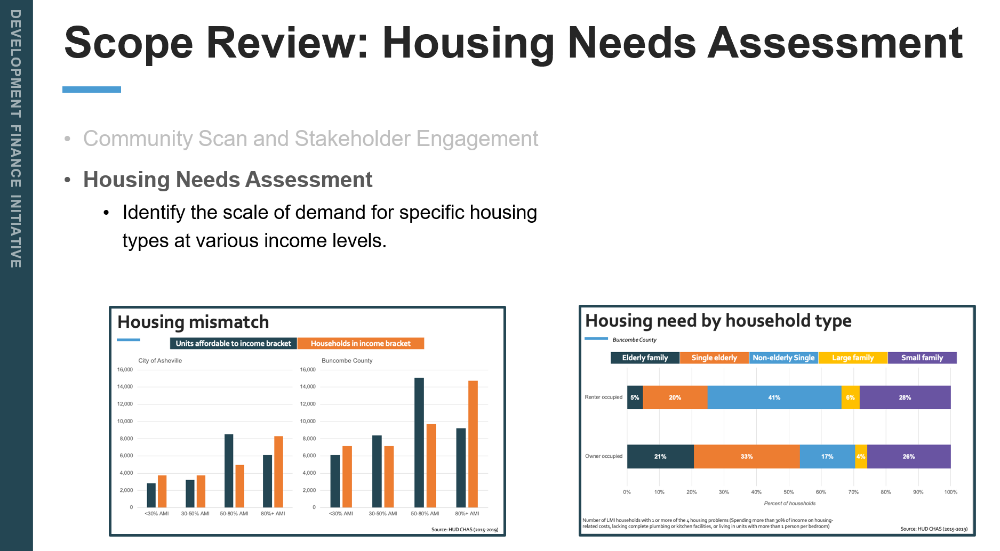 DEVELOPMENT FINANCE INITIATIVE
Scope Review: Housing Needs Assessment
• Community Scan and Stakeholder Engagement
• Housing Needs Assessment
• Identify the scale of demand for specific housing
types at various income levels.
Housing mismatch
Units affordable to income bracket Households in income bracket
City of Asheville
16,000
14,000
12,000
10,000
8,000
6,000
4,000
2,000
0
<30% AMI 30-50% AMI 50-80% AMI 80%+ AMI
Buncombe County
16,000
14,000
12,000
10,000
8,000
6,000
4,000
2,000
0
<30% AMI 30-50% AMI 50-80% AMI 80%+ AMI
Source: HUD CHAS (2015-2019)
Housing need by household type
Buncombe County
Elderly family Single elderly Non-elderly Single Large family Small family
Renter occupied 5% 20% 41% 6% 28%
Owner occupied 21% 33% 17% 4% 26%
0% 10% 20% 30% 40% 50% 60% 70% 80% 90% 100%
Percent of households
Number of LMI households with 1 or more of the 4 housing problems (Spending more than 30% of income on housing-
related costs, lacking complete plumbing or kitchen facilities, or living in units with more than 1 person per bedroom)
Source: HUD CHAS (2015-2019)